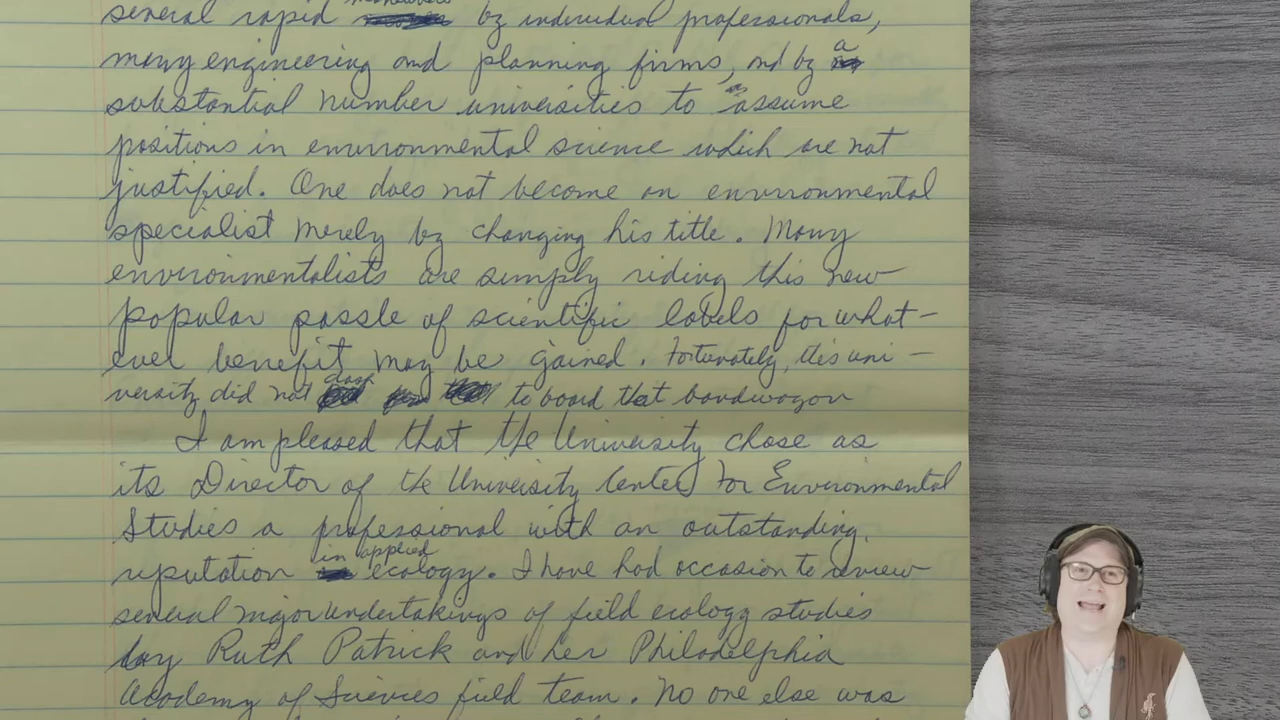 several rapid maneuvers by individual professionals,
many engineering and planning firms, and by a
substantial number universities to assume
positions in environmental science which are not
justified. One does not become an environmental
specialist merely by changing his title. Many
environmentalists are simply riding this new
popular passle of scientific labels for what-
ever benefit may be gained. Fortunately, this uni-
versity did not to board that bandwagon
I am pleased that the University chose as
its Director of the University Center For Environmental
Studies a professional with an outstanding
reputation in applied ecology. I have had occasion to review
several major undertakings of field ecology studies
by Ruth Patrick and her Philadelphia
Academy of Sciences field team. No one else was